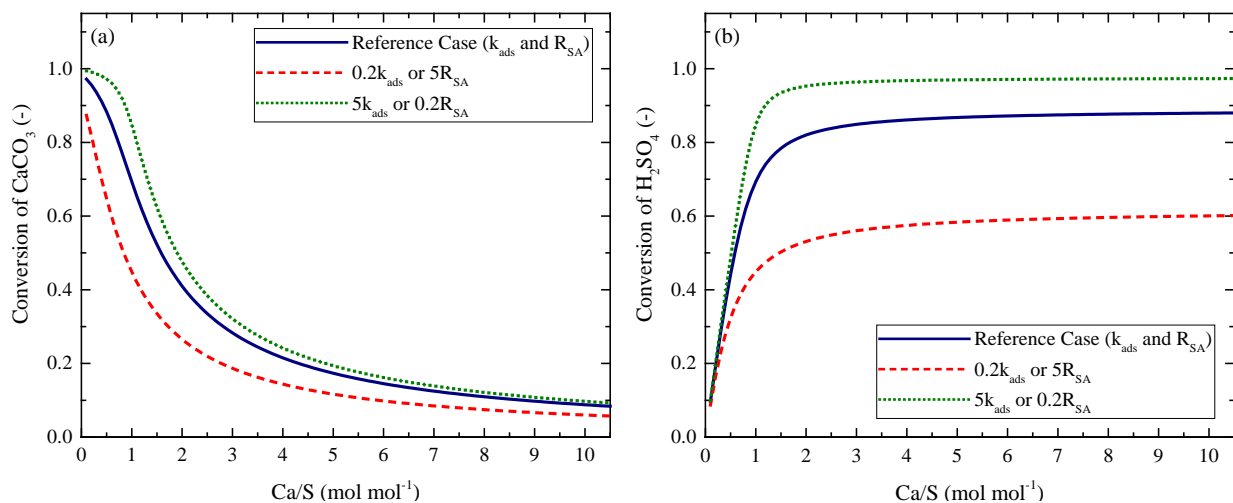 (a)
Reference Case (k_ads and R_SA)
0.2k_ads or 5R_SA
5k_ads or 0.2R_SA
1.0
0.8
0.6
0.4
0.2
0.0
Conversion of CaCO₃ (-)
0 1 2 3 4 5 6 7 8 9 10
Ca/S (mol mol⁻¹)
(b)
1.0
0.8
0.6
0.4
0.2
0.0
Conversion of H₂SO₄ (-)
Reference Case (k_ads and R_SA)
0.2k_ads or 5R_SA
5k_ads or 0.2R_SA
0 1 2 3 4 5 6 7 8 9 10
Ca/S (mol mol⁻¹)